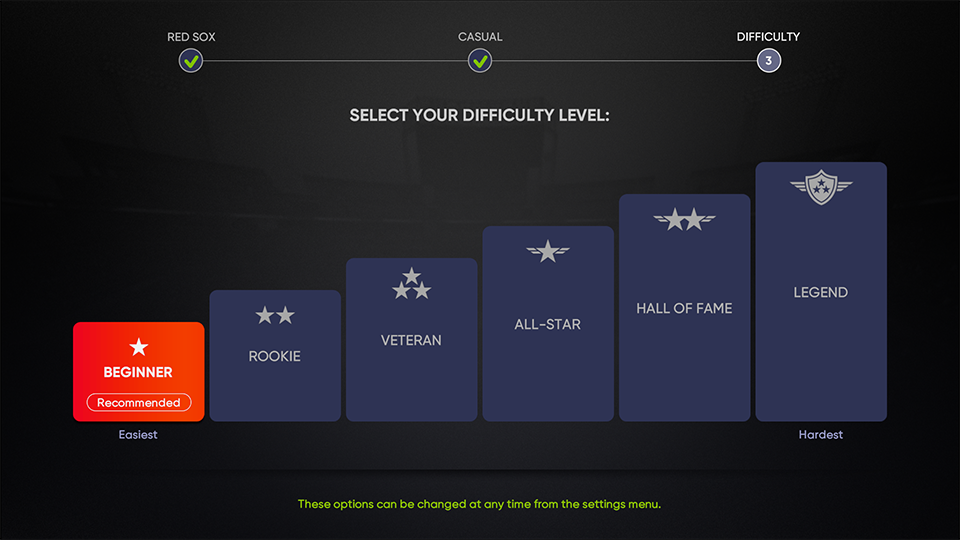 RED SOX
CASUAL
DIFFICULTY
3
SELECT YOUR DIFFICULTY LEVEL:
BEGINNER
Recommended
ROOKIE
VETERAN
ALL-STAR
HALL OF FAME
LEGEND
Easiest
Hardest
These options can be changed at any time from the settings menu.